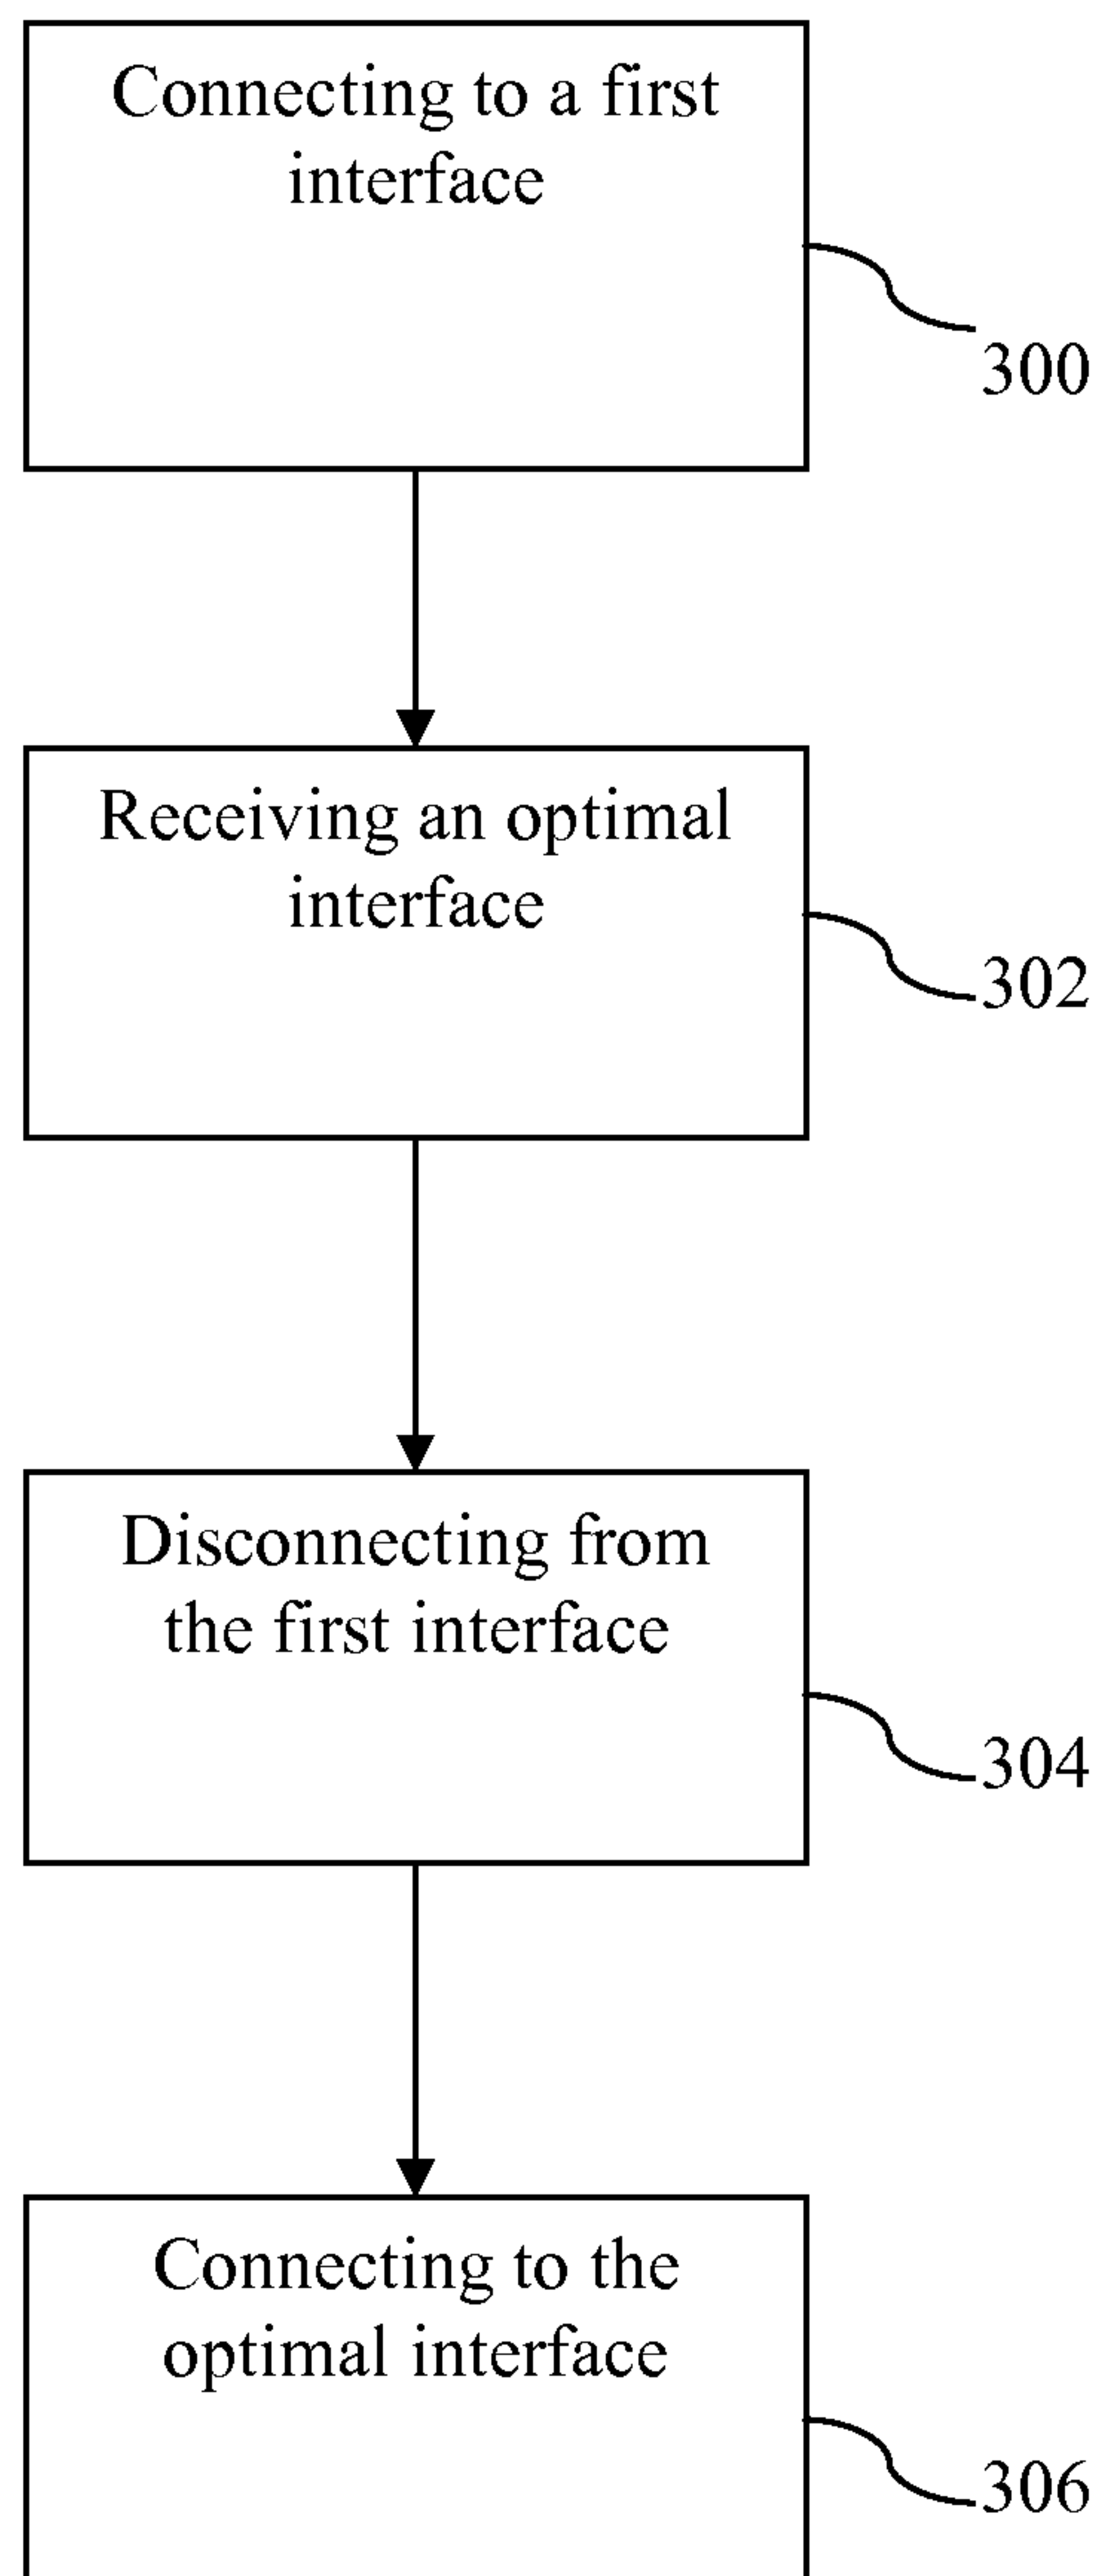 Connecting to a first
interface
300
Receiving an optimal
interface
302
Disconnecting from
the first interface
304
Connecting to the
optimal interface
306